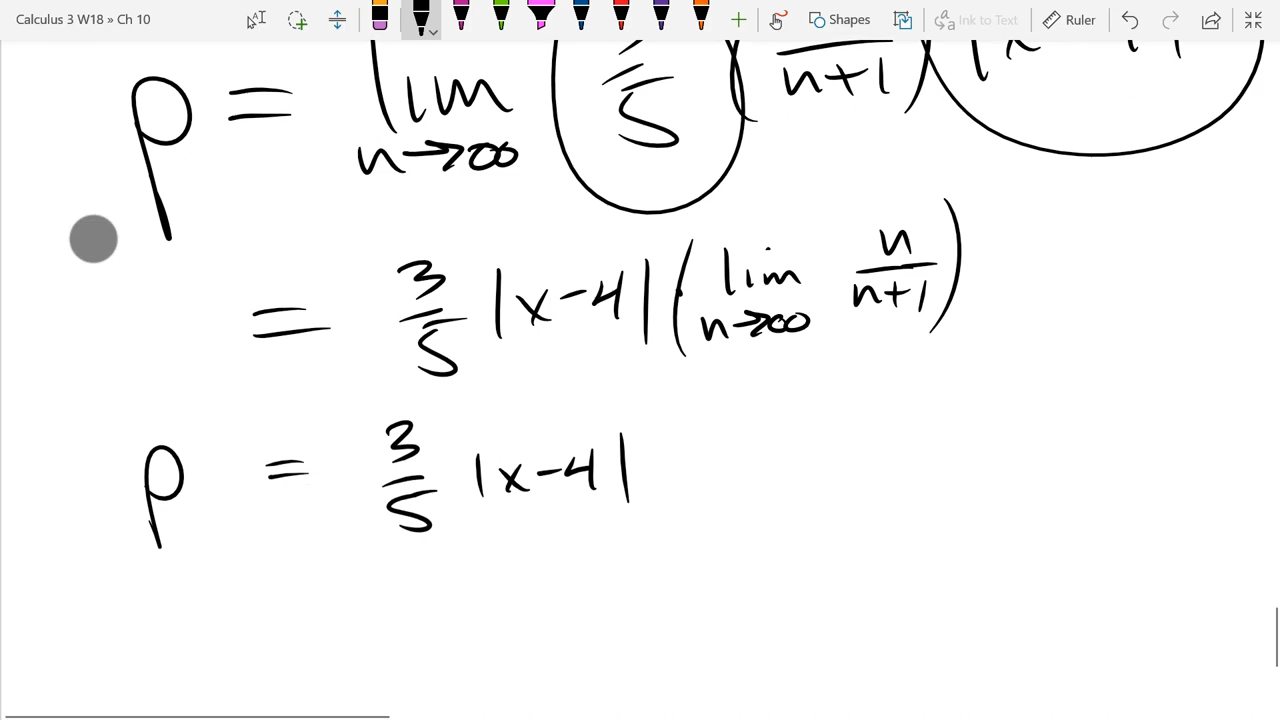 Calculus 3 W18 » Ch 10 Shapes Ink to Text Ruler
ρ = lim n→∞ 5 n+1
= 3/5 |x-4| ( lim n→∞ n/n+1 )
ρ = 3/5 |x-4|